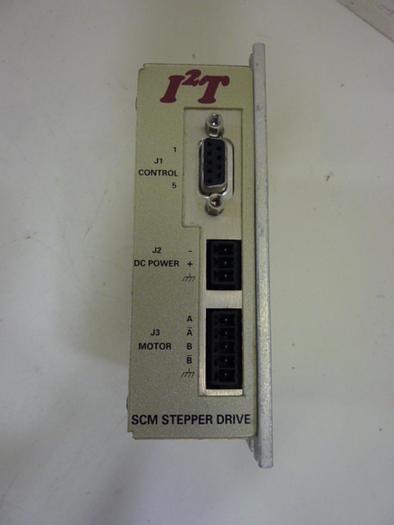 I²T
1
J1
CONTROL
5
J2 -
DC POWER +
A
J3 A̅
MOTOR B
B̅
SCM STEPPER DRIVE